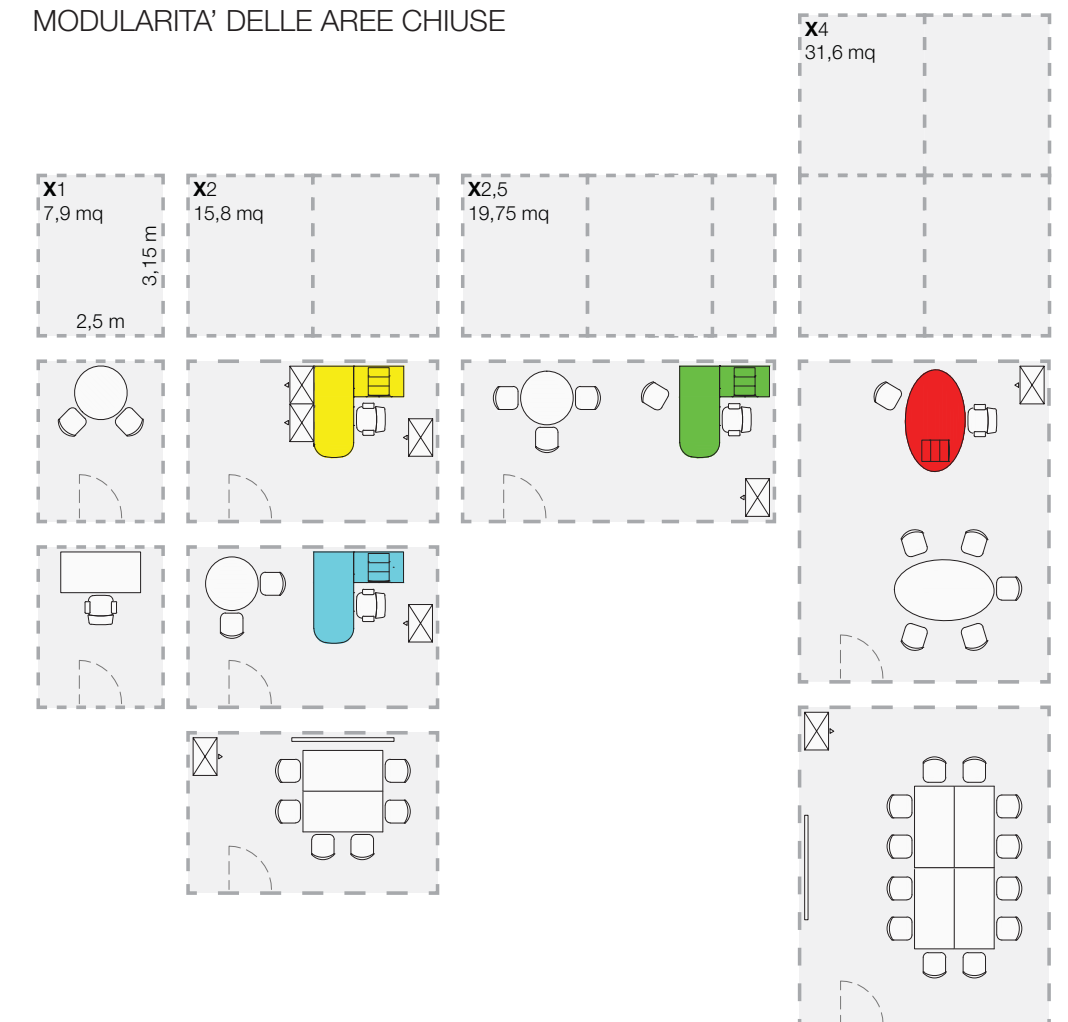 MODULARITA’ DELLE AREE CHIUSE
X4
31,6 mq
X1
7,9 mq
3,15 m
2,5 m
X2
15,8 mq
X2,5
19,75 mq